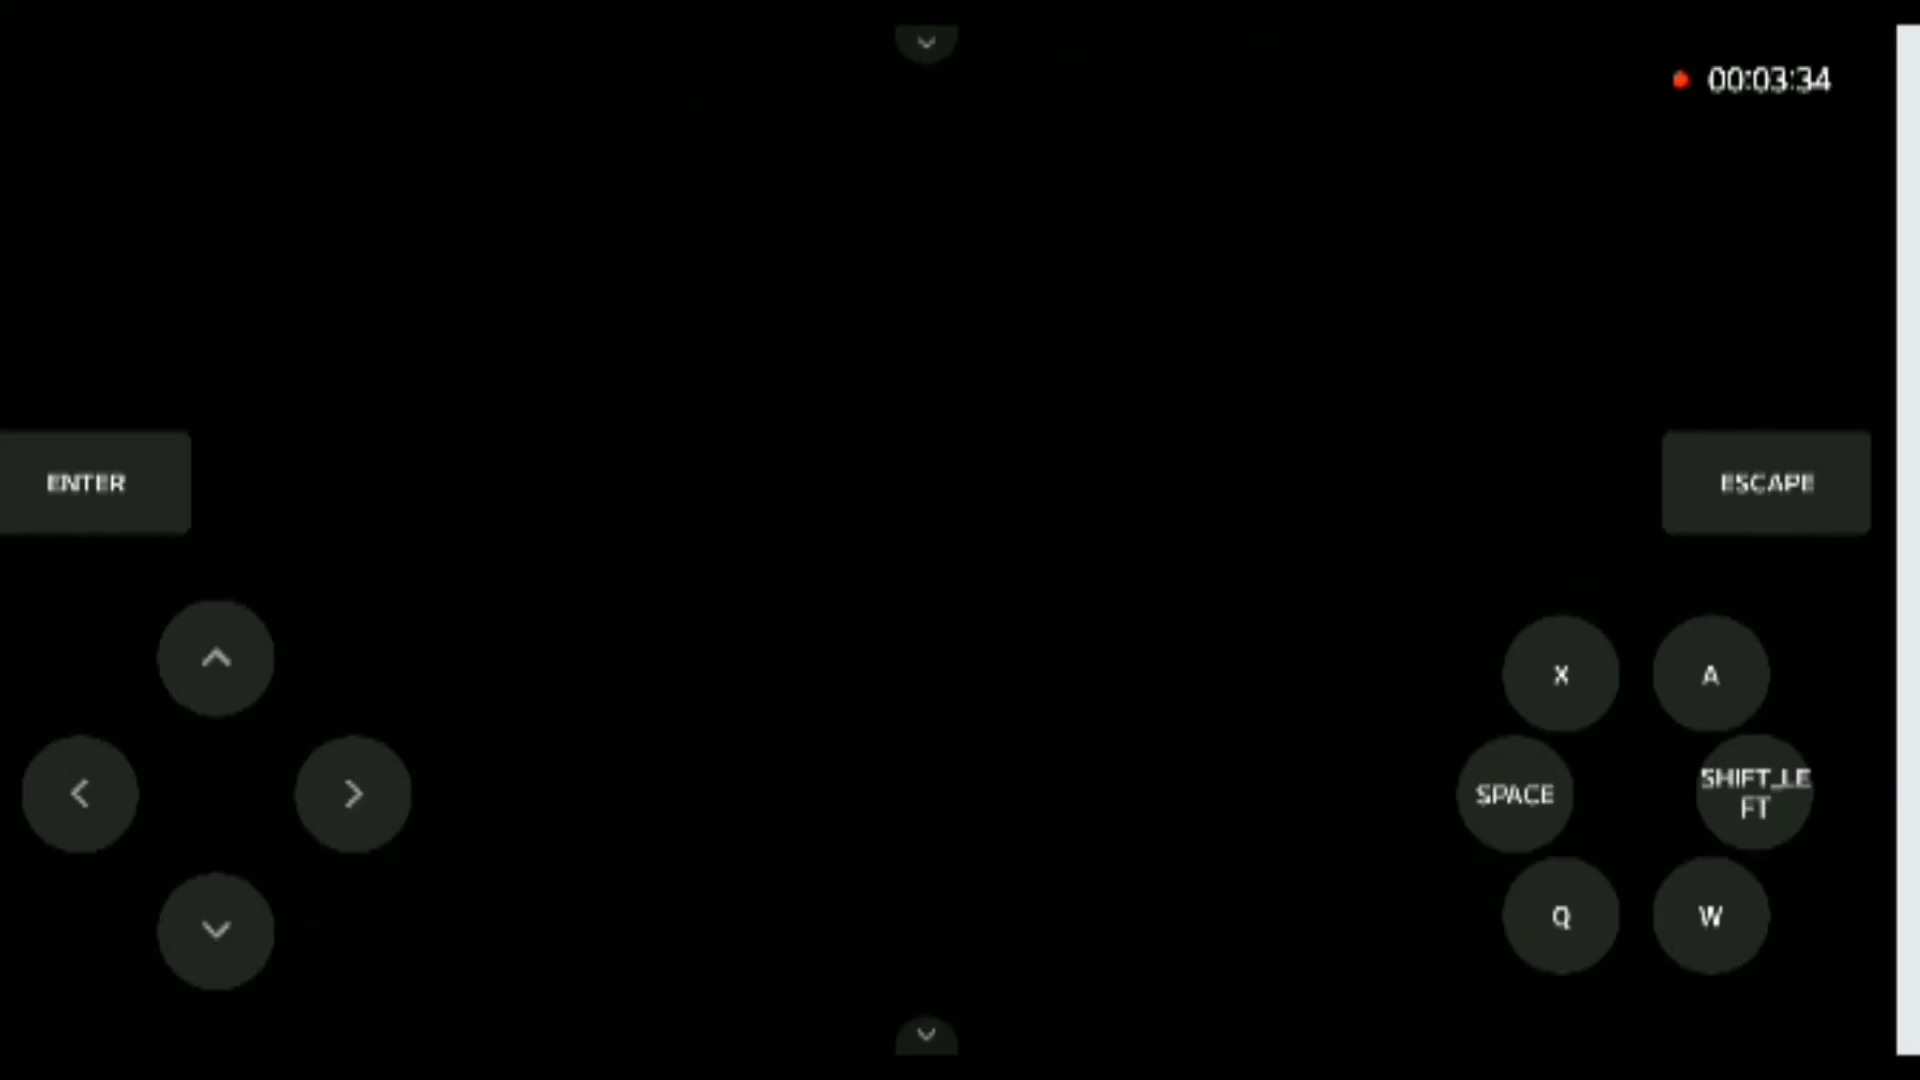 00:03:34
ENTER
ESCAPE
X
A
SPACE
SHIFT_LE
FT
Q
W